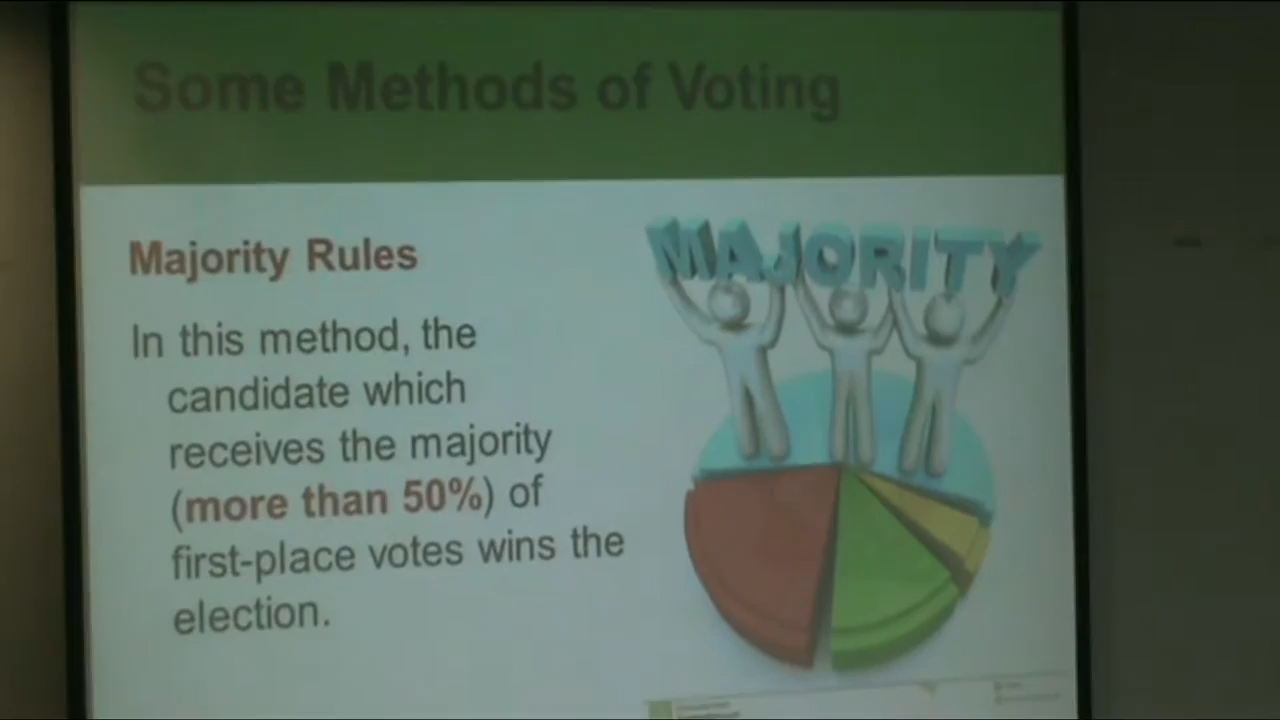 Some Methods of Voting
Majority Rules
MAJORITY
In this method, the
candidate which
receives the majority
(more than 50%) of
first-place votes wins the
election.